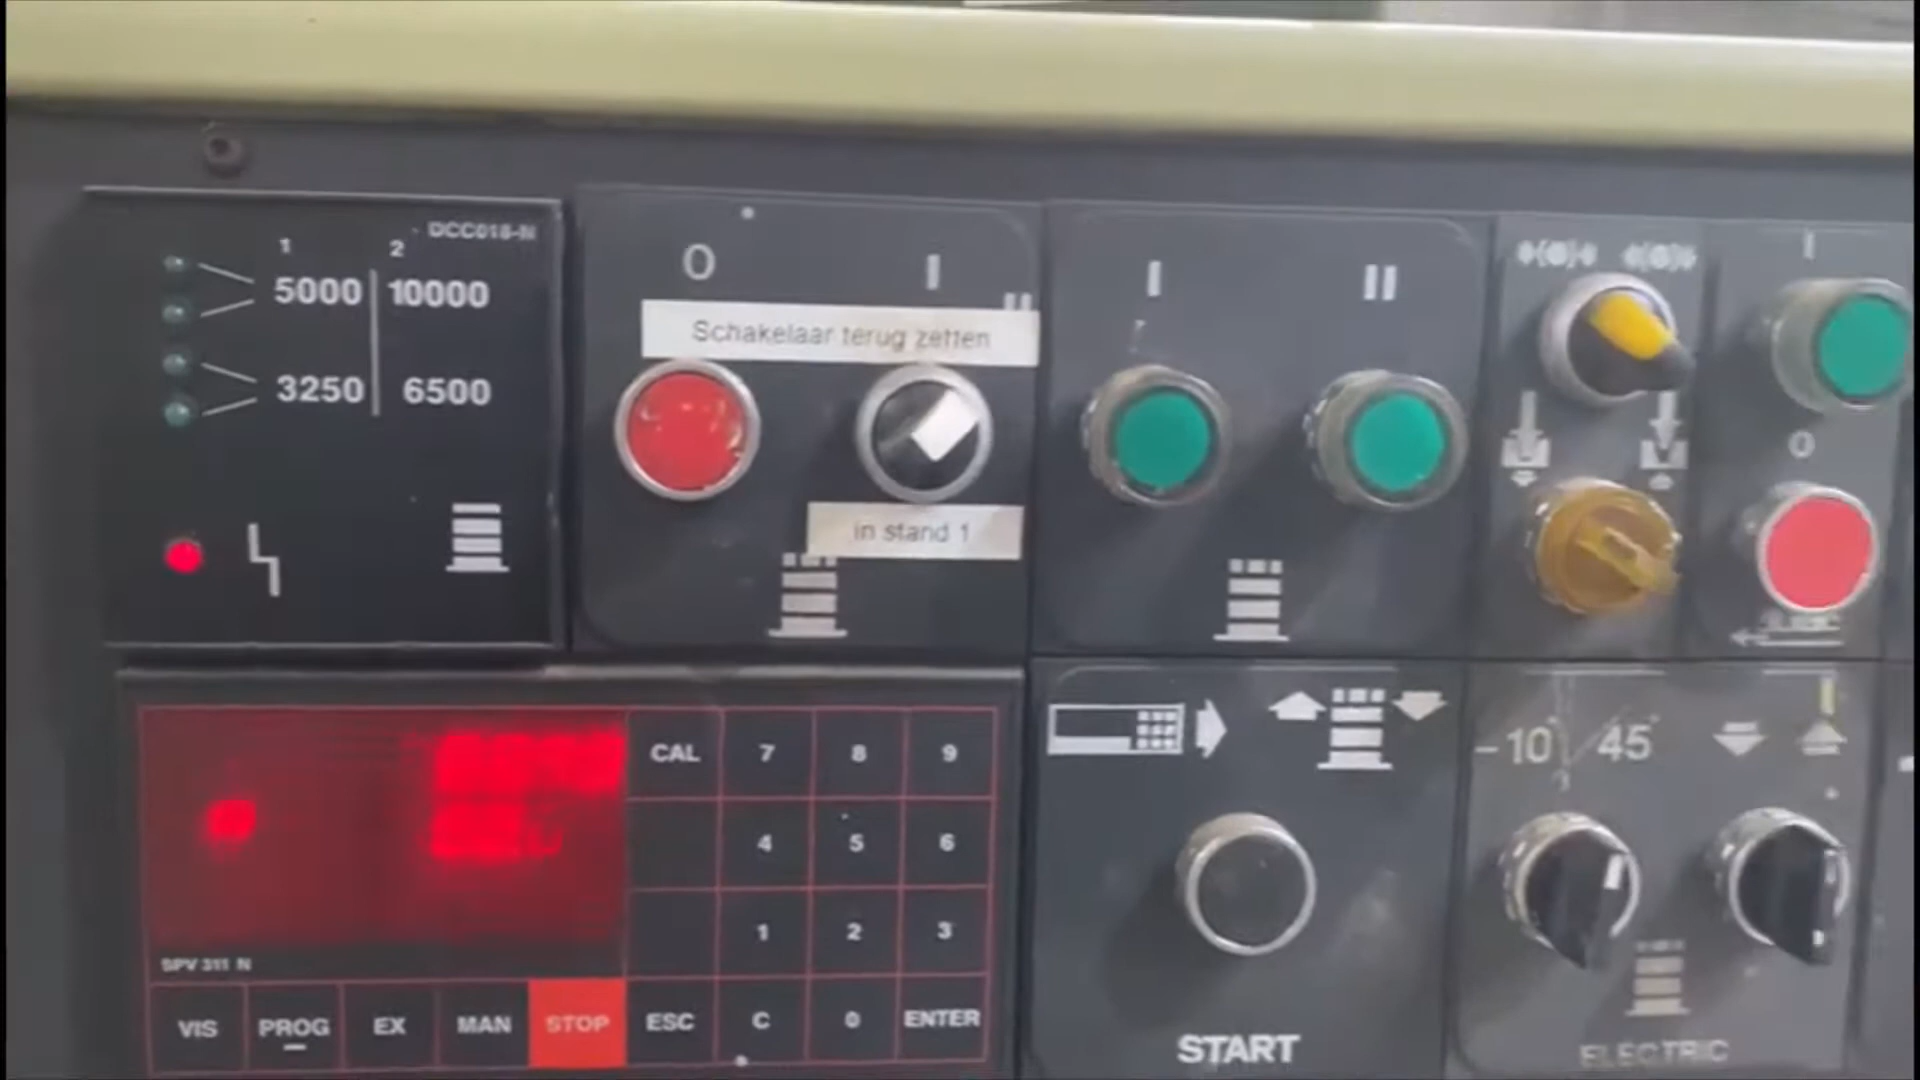 DCC018-N
1 2
5000 10000
3250 6500
0 I
II
Schakelaar terug zetten
in stand 1
I II
I
0
CAL 7 8 9
4 5 6
1 2 3
SPV 311 N
VIS PROG EX MAN STOP ESC C 0 ENTER
START
-10° 45°
ELECTRIC